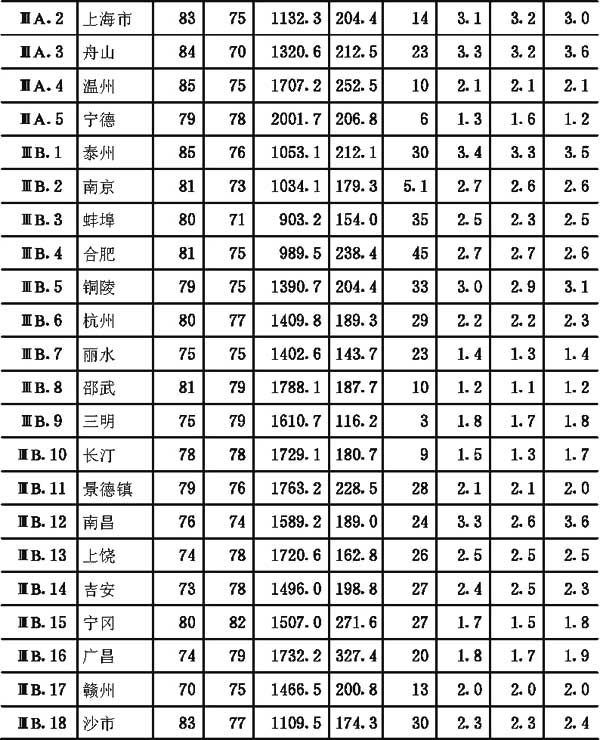 ⅢA.2 上海市 83 75 1132.3 204.4 14 3.1 3.2 3.0
ⅢA.3 舟山 84 70 1320.6 212.5 23 3.3 3.2 3.6
ⅢA.4 温州 85 75 1707.2 252.5 10 2.1 2.1 2.1
ⅢA.5 宁德 79 78 2001.7 206.8 6 1.3 1.6 1.2
ⅢB.1 泰州 85 76 1053.1 212.1 30 3.4 3.3 3.5
ⅢB.2 南京 81 73 1034.1 179.3 5.1 2.7 2.6 2.6
ⅢB.3 蚌埠 80 71 903.2 154.0 35 2.5 2.3 2.5
ⅢB.4 合肥 81 75 989.5 238.4 45 2.7 2.7 2.6
ⅢB.5 铜陵 79 75 1390.7 204.4 33 3.0 2.9 3.1
ⅢB.6 杭州 80 77 1409.8 189.3 29 2.2 2.2 2.3
ⅢB.7 丽水 75 75 1402.6 143.7 23 1.4 1.3 1.4
ⅢB.8 邵武 81 79 1788.1 187.7 10 1.2 1.1 1.2
ⅢB.9 三明 75 79 1610.7 116.2 3 1.8 1.7 1.8
ⅢB.10 长汀 78 78 1729.1 180.7 9 1.5 1.3 1.7
ⅢB.11 景德镇 79 76 1763.2 228.5 28 2.1 2.1 2.0
ⅢB.12 南昌 76 74 1589.2 189.0 24 3.3 2.6 3.6
ⅢB.13 上饶 74 78 1720.6 162.8 26 2.5 2.5 2.5
ⅢB.14 吉安 73 78 1496.0 198.8 27 2.4 2.5 2.3
ⅢB.15 宁冈 80 82 1507.0 271.6 27 1.7 1.5 1.8
ⅢB.16 广昌 74 79 1732.2 327.4 20 1.8 1.7 1.9
ⅢB.17 赣州 70 75 1466.5 200.8 13 2.0 2.0 2.0
ⅢB.18 沙市 83 77 1109.5 174.3 30 2.3 2.3 2.4